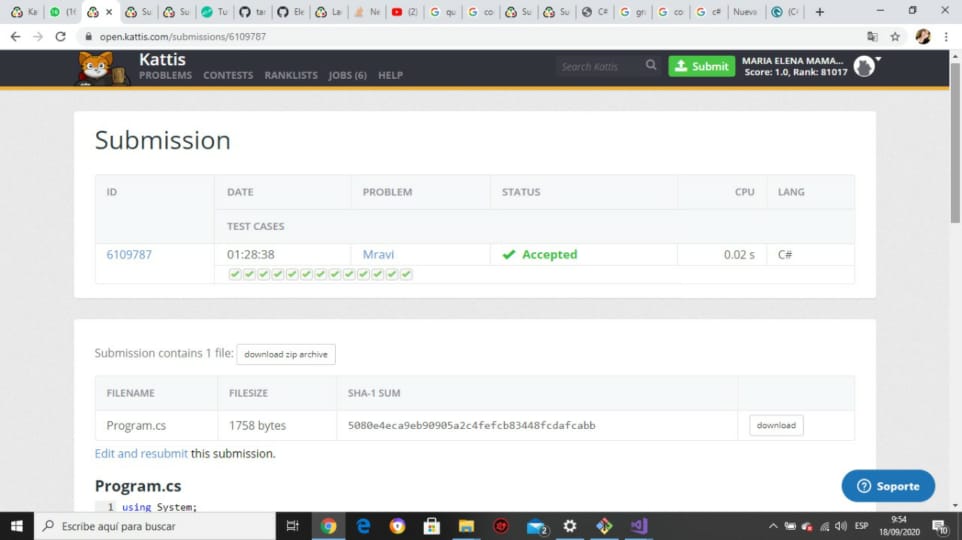 Ka
(1(
Su
Su
Tu
tar
Ele
La
Ne
(2)
qu
co
Su
Su
C#
gr
co
c#
Nueva
(C#
open.kattis.com/submissions/6109787
Kattis
PROBLEMS CONTESTS RANKLISTS JOBS (6) HELP
Search Kattis
Submit
MARIA ELENA MAMA...
Score: 1.0, Rank: 81017
Submission
ID DATE PROBLEM STATUS CPU LANG
TEST CASES
6109787 01:28:38 Mravi Accepted 0.02 s C#
Submission contains 1 file: download zip archive
FILENAME FILESIZE SHA-1 SUM
Program.cs 1758 bytes 5080e4eca9eb90905a2c4fefcb83448fcdafcabb download
Edit and resubmit this submission.
Soporte
Program.cs
1 using System;
Escribe aquí para buscar
2
ESP
9:54
18/09/2020
10